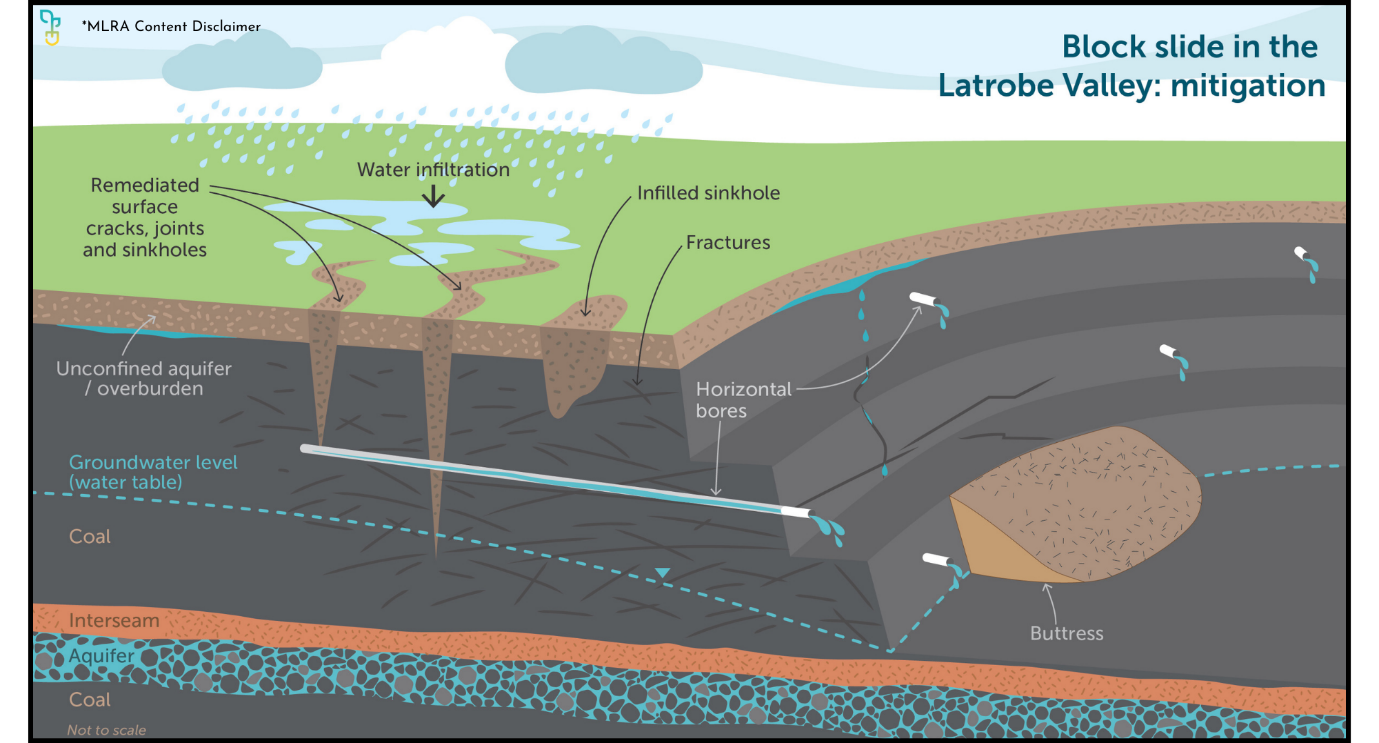 *MLRA Content Disclaimer
Block slide in the
Latrobe Valley: mitigation
Water infiltration
Remediated
surface
cracks, joints
and sinkholes
Infilled sinkhole
Fractures
Unconfined aquifer
/ overburden
Horizontal
bores
Groundwater level
(water table)
Coal
Interseam
Buttress
Aquifer
Coal
Not to scale